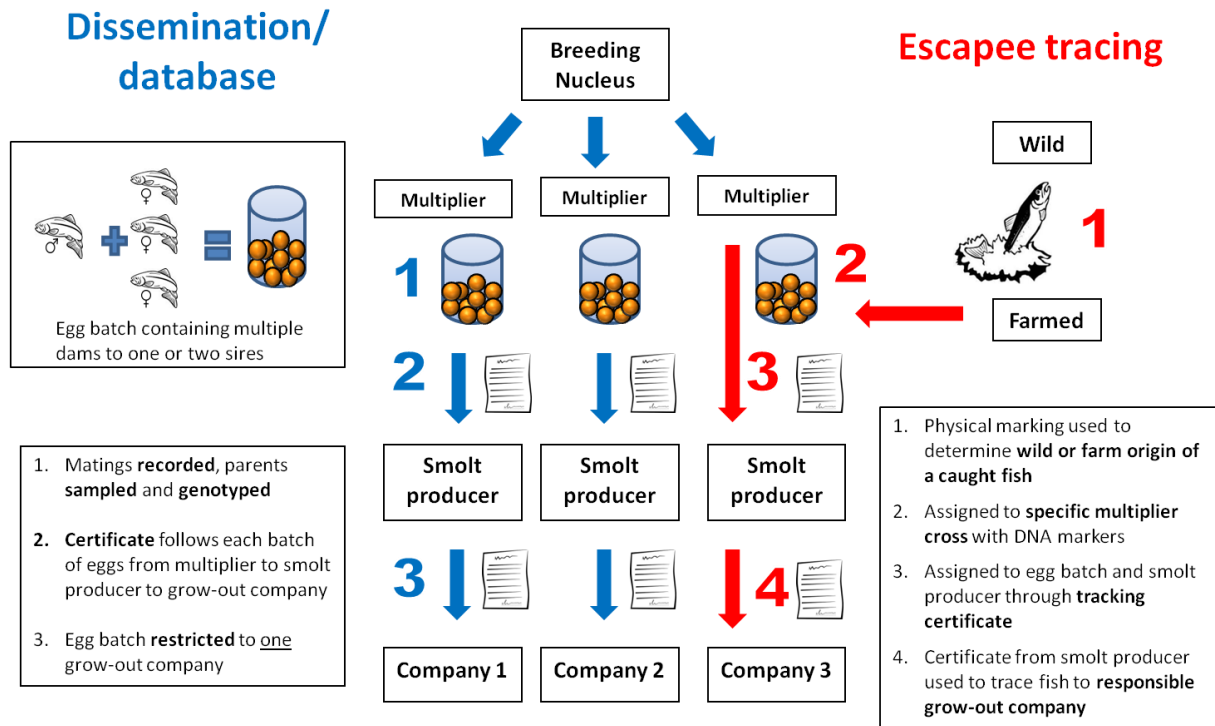 Dissemination/
database
Breeding
Nucleus
Escapee tracing
♂
♀
♀
♀
Egg batch containing multiple
dams to one or two sires
Multiplier
Multiplier
Multiplier
Wild
Farmed
1
1
2
2
3
Smolt
producer
Smolt
producer
Smolt
producer
3
4
Company 1
Company 2
Company 3
1. Matings recorded, parents
sampled and genotyped
2. Certificate follows each batch
of eggs from multiplier to smolt
producer to grow-out company
3. Egg batch restricted to one
grow-out company
1. Physical marking used to
determine wild or farm origin of
a caught fish
2. Assigned to specific multiplier
cross with DNA markers
3. Assigned to egg batch and smolt
producer through tracking
certificate
4. Certificate from smolt producer
used to trace fish to responsible
grow-out company